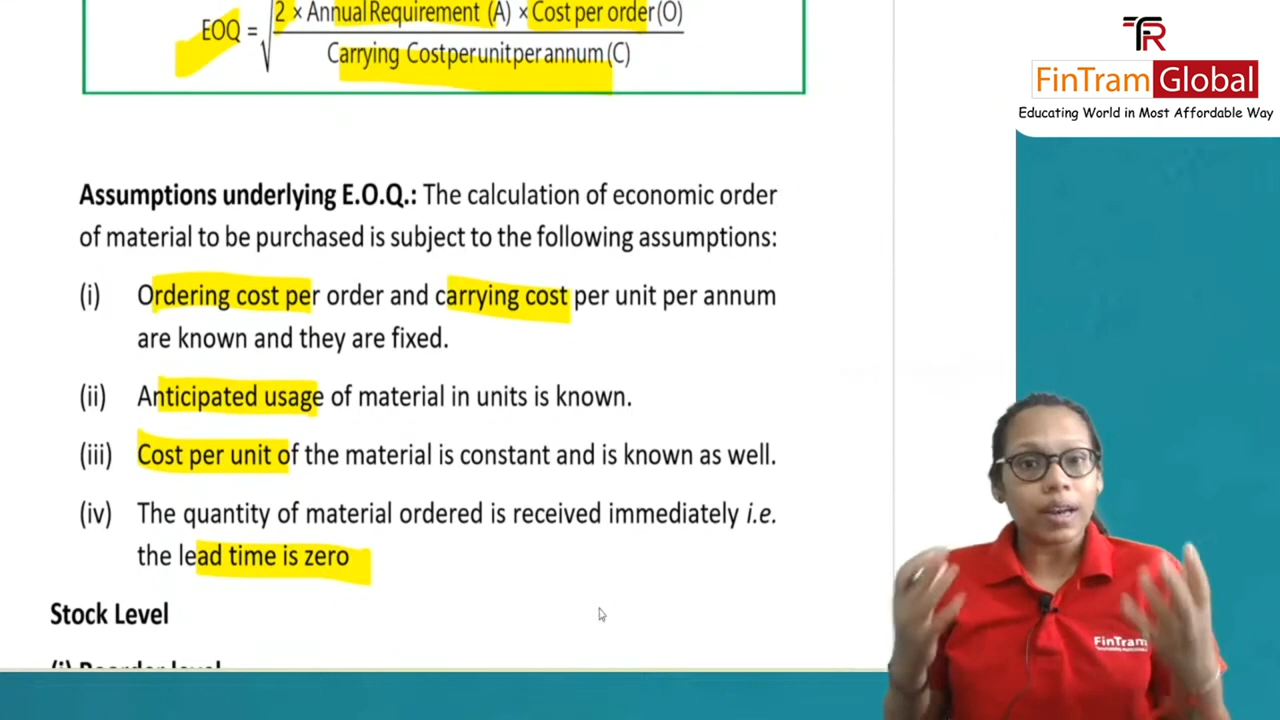 2 × Annual Requirement (A) × Cost per order (O)
EOQ = √
Carrying Cost per unit per annum (C)
Assumptions underlying E.O.Q.: The calculation of economic order
of material to be purchased is subject to the following assumptions:
(i) Ordering cost per order and carrying cost per unit per annum
are known and they are fixed.
(ii) Anticipated usage of material in units is known.
(iii) Cost per unit of the material is constant and is known as well.
(iv) The quantity of material ordered is received immediately i.e.
the lead time is zero
Stock Level
(i) Reorder level
FinTram Global
Educating World in Most Affordable Way
FinTram